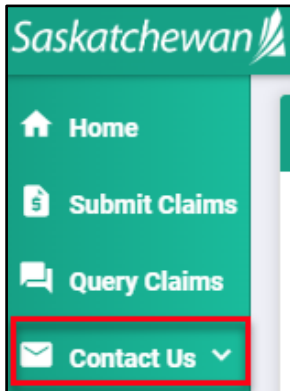 Saskatchewan
Home
$ Submit Claims
Query Claims
Contact Us